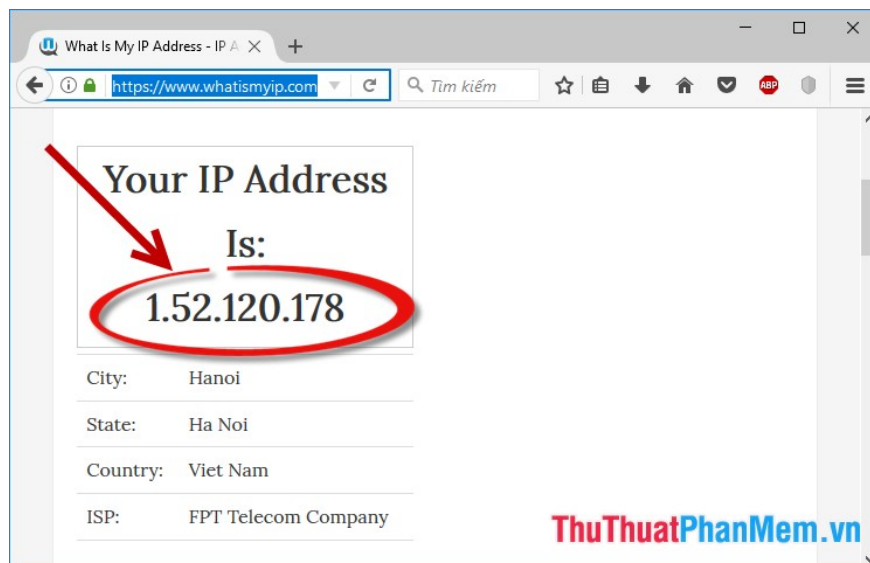 What Is My IP Address - IP A
https://www.whatismyip.com
Tìm kiếm
ABP
Your IP Address
Is:
1.52.120.178
City: Hanoi
State: Ha Noi
Country: Viet Nam
ISP: FPT Telecom Company
ThuThuatPhanMem.vn